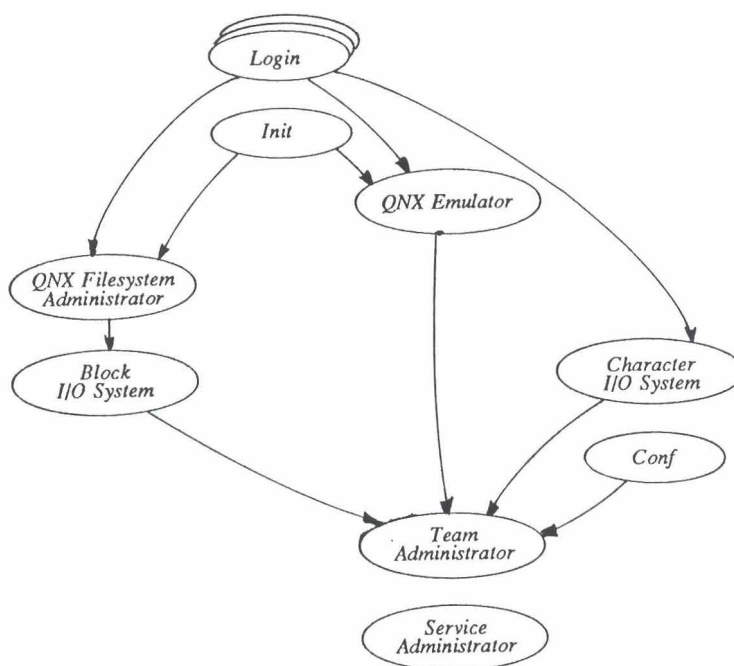 Login
Init
QNX Emulator
QNX Filesystem
Administrator
Block
I/O System
Character
I/O System
Conf
Team
Administrator
Service
Administrator